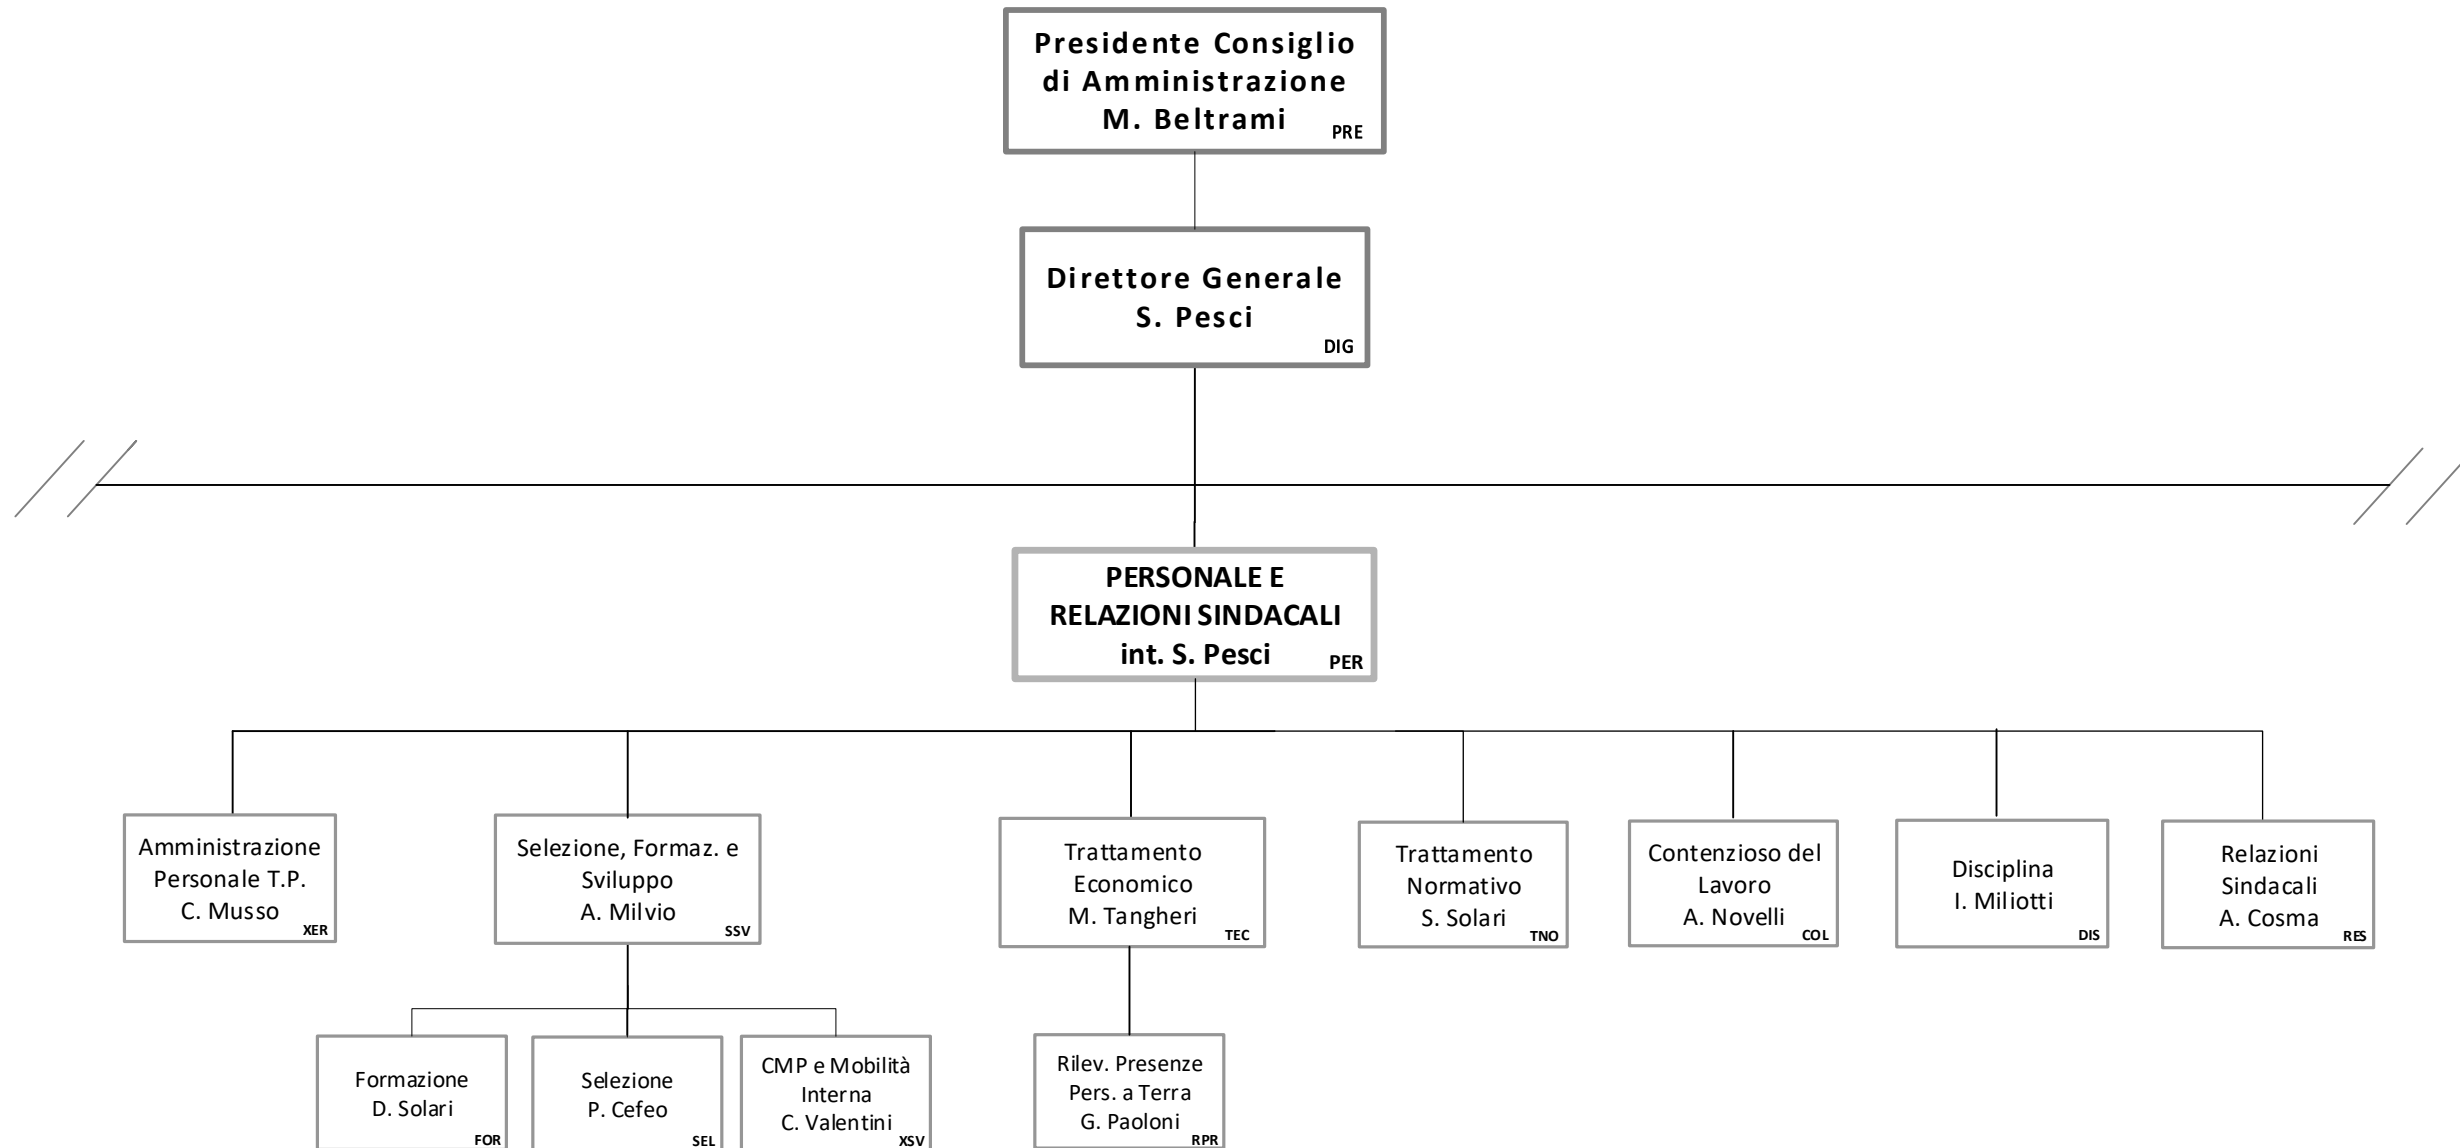 Presidente Consiglio
di Amministrazione
M. Beltrami
PRE
Direttore Generale
S. Pesci
DIG
PERSONALE E
RELAZIONI SINDACALI
int. S. Pesci
PER
Amministrazione
Personale T.P.
C. Musso
XER
Selezione, Formaz. e
Sviluppo
A. Milvio
SSV
Trattamento
Economico
M. Tangheri
TEC
Trattamento
Normativo
S. Solari
TNO
Contenzioso del
Lavoro
A. Novelli
COL
Disciplina
I. Miliotti
DIS
Relazioni
Sindacali
A. Cosma
RES
Formazione
D. Solari
FOR
Selezione
P. Cefeo
SEL
CMP e Mobilità
Interna
C. Valentini
XSV
Rilev. Presenze
Pers. a Terra
G. Paoloni
RPR